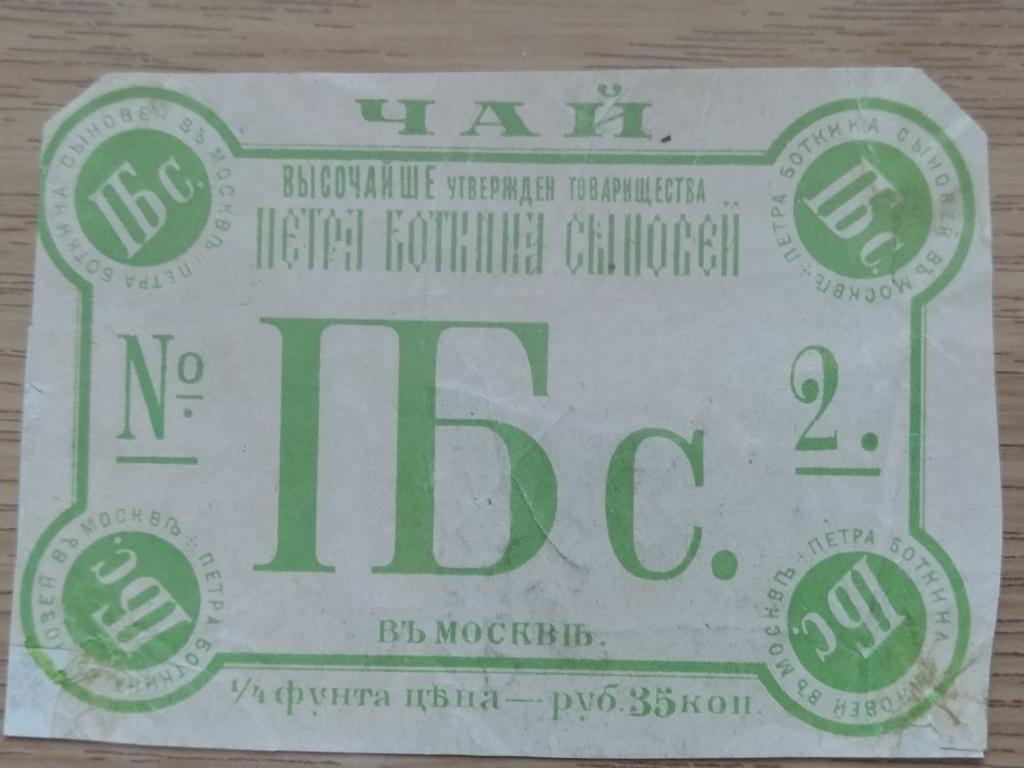 ЧАЙ
ВЫСОЧАЙШЕ УТВЕРЖДЕН ТОВАРИЩЕСТВА
ПЕТРА БОТКИНА СЫНОВЕЙ
№ ПБс. 2.
ВЪ МОСКВѢ.
1/4 фунта цѣна — руб. 35 коп.
ПЕТРА БОТКИНА СЫНОВЕЙ ВЪ МОСКВѢ
ПБс.
ПЕТРА БОТКИНА СЫНОВЕЙ ВЪ МОСКВѢ
ПБс.
ПЕТРА БОТКИНА ВЪ МОСКВѢ
ПБс.
ПЕТРА БОТКИНА ВЪ МОСКВѢ
ПБс.